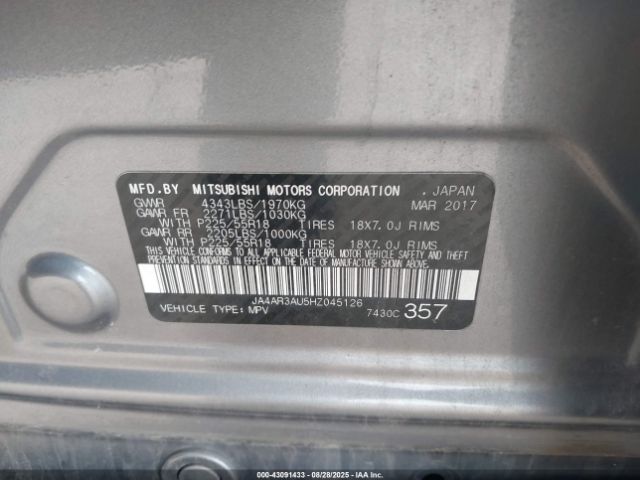 MFD.BY MITSUBISHI MOTORS CORPORATION . JAPAN
GVWR 4343LBS/1970KG MAR 2017
GAWR FR 2271LBS/1030KG
WITH P225/55R18 TIRES 18X7.0J RIMS
GAWR RR 2205LBS/1000KG
WITH P225/55R18 TIRES 18X7.0J RIMS
THIS VEHICLE CONFORMS TO ALL APPLICABLE FEDERAL MOTOR VEHICLE SAFETY AND THEFT
PREVENTION STANDARDS IN EFFECT ON THE DATE OF MANUFACTURE SHOWN ABOVE.
JA4AR3AU5HZ045126
VEHICLE TYPE: MPV 7430C 357
000-43091433 - 08/28/2025 - Copyright © IAA Holdings, LLC.